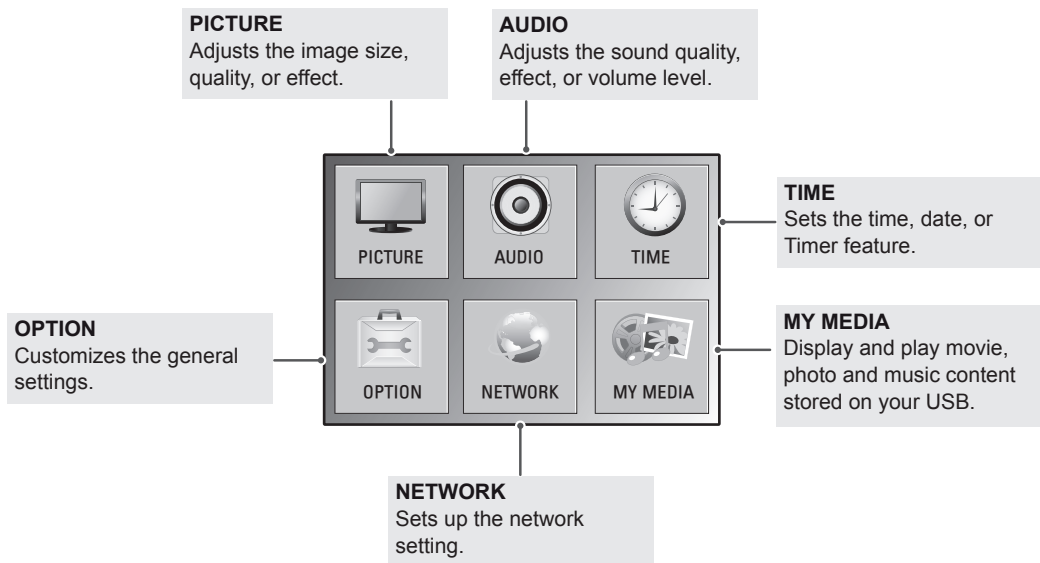 PICTURE
Adjusts the image size,
quality, or effect.
AUDIO
Adjusts the sound quality,
effect, or volume level.
PICTURE
AUDIO
TIME
TIME
Sets the time, date, or
Timer feature.
OPTION
Customizes the general
settings.
OPTION
NETWORK
MY MEDIA
MY MEDIA
Display and play movie,
photo and music content
stored on your USB.
NETWORK
Sets up the network
setting.